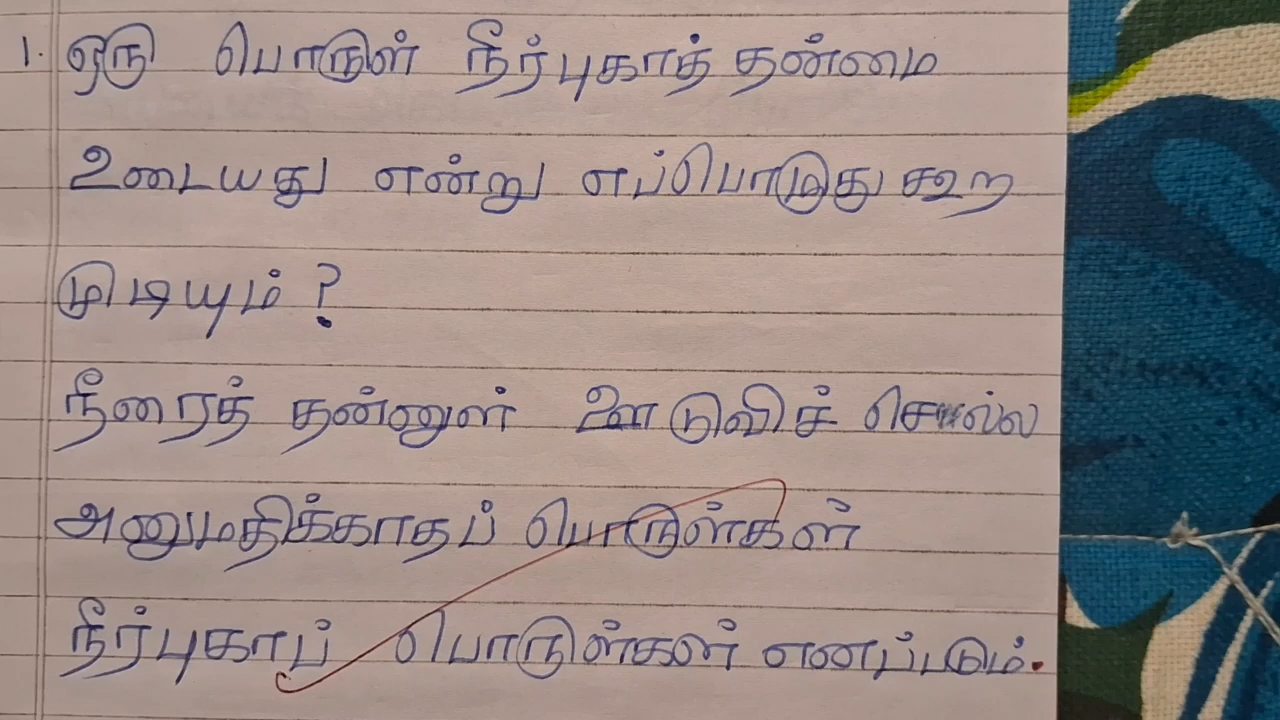 1. ஒரு பொருள் நீர்புகாத் தன்மை
உடையது என்று எப்பொழுது கூற
முடியும் ?
நீரைத் தன்னுள் ஊடுவிச் செல்ல
அனுமதிக்காதப் பொருள்கள்
நீர்புகாப் பொருள்கள் எனப்படும்.